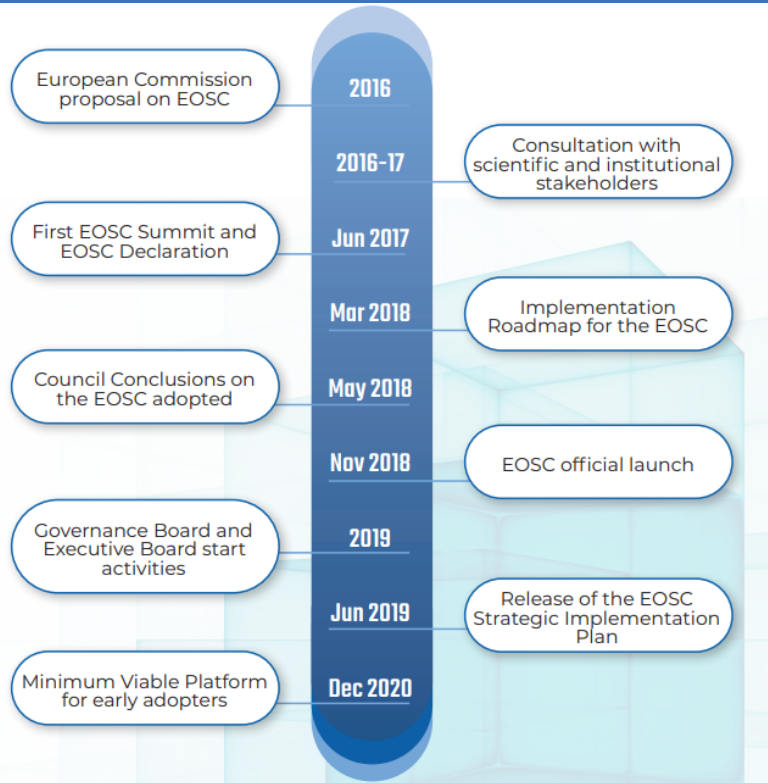 European Commission
proposal on EOSC
2016
2016-17
Consultation with
scientific and institutional
stakeholders
First EOSC Summit and
EOSC Declaration
Jun 2017
Mar 2018
Implementation
Roadmap for the EOSC
Council Conclusions on
the EOSC adopted
May 2018
Nov 2018
EOSC official launch
Governance Board and
Executive Board start
activities
2019
Jun 2019
Release of the EOSC
Strategic Implementation
Plan
Minimum Viable Platform
for early adopters
Dec 2020